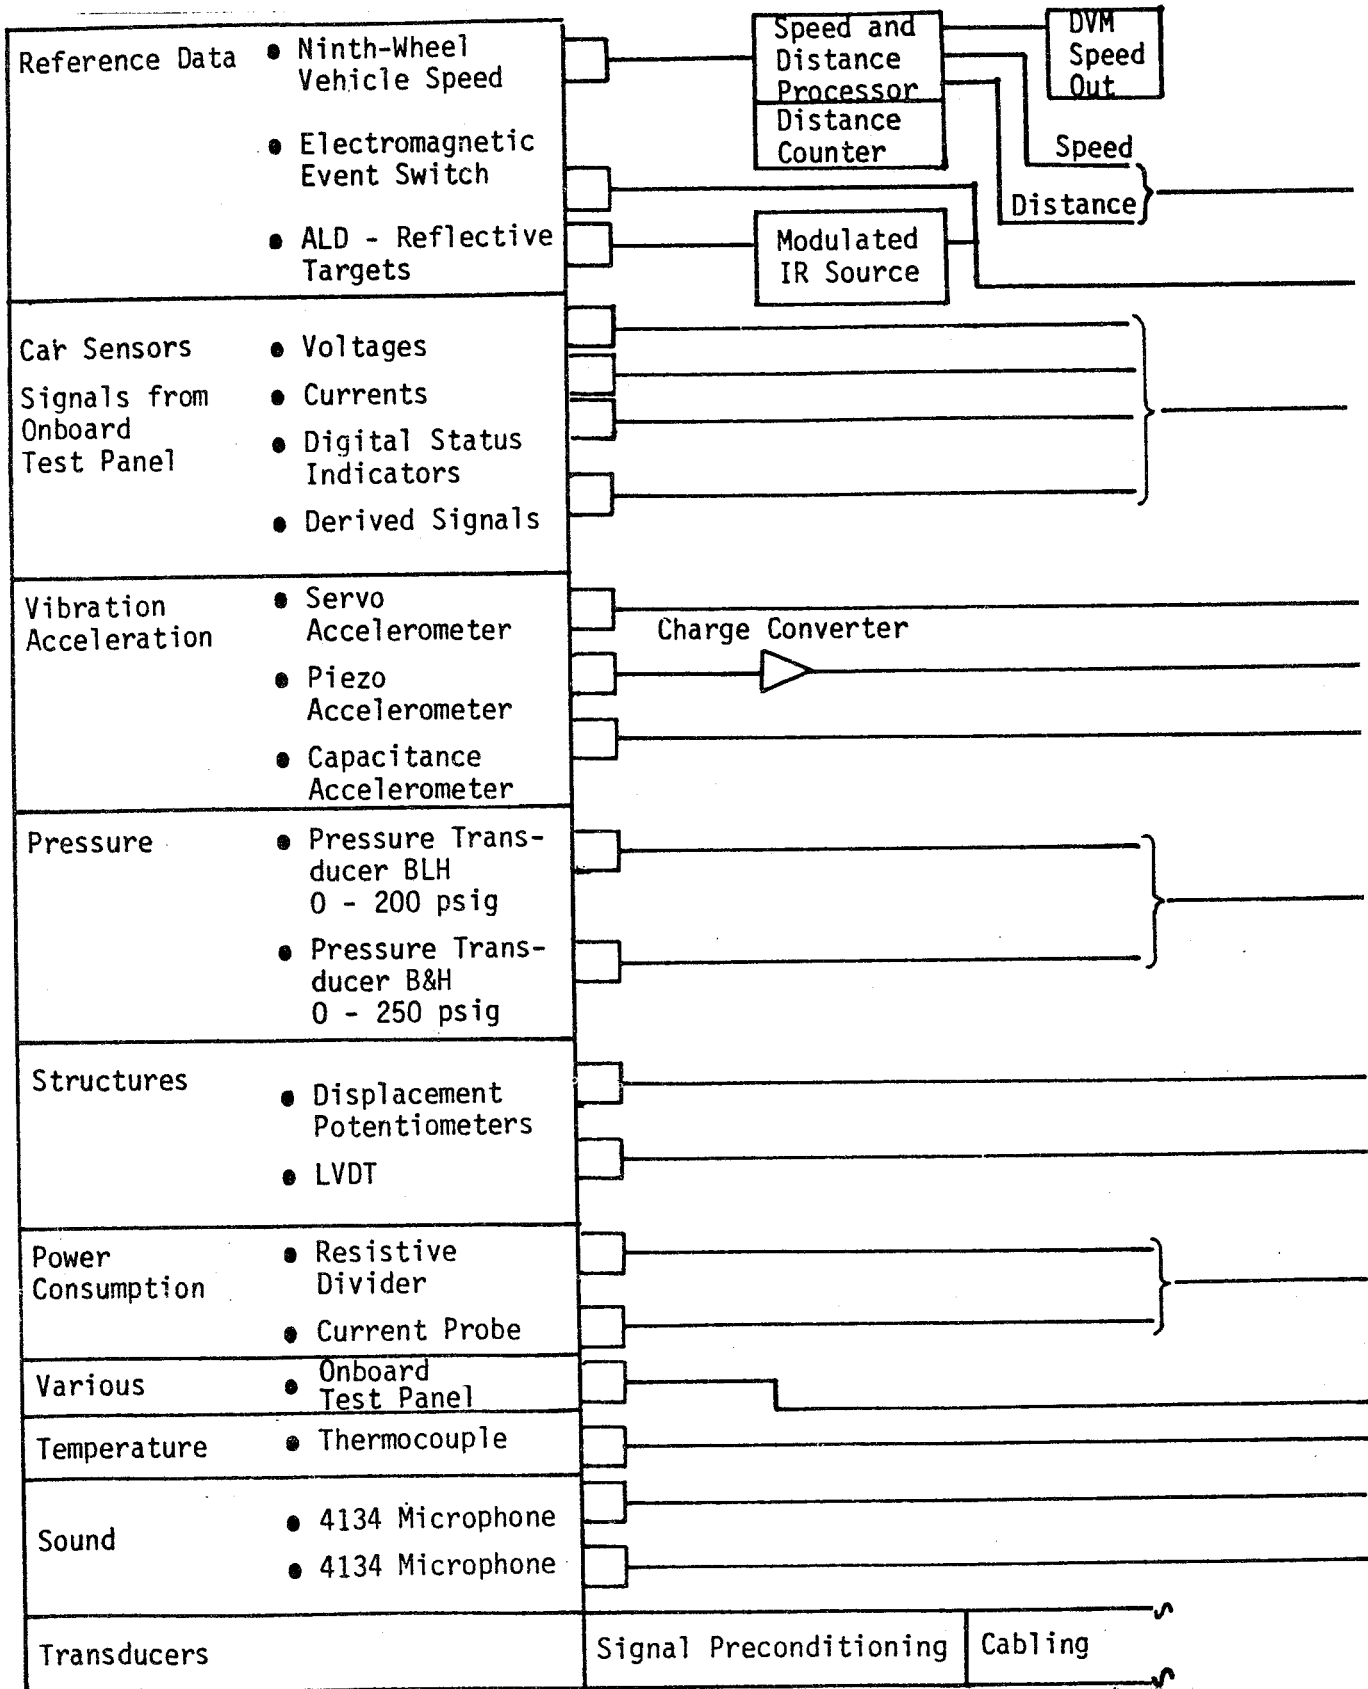 Reference Data
● Ninth-Wheel
Vehicle Speed
● Electromagnetic
Event Switch
● ALD - Reflective
Targets
Speed and
Distance
Processor
Distance
Counter
DVM
Speed
Out
Speed
Distance
Modulated
IR Source
Car Sensors
Signals from
Onboard
Test Panel
● Voltages
● Currents
● Digital Status
Indicators
● Derived Signals
Vibration
Acceleration
● Servo
Accelerometer
● Piezo
Accelerometer
● Capacitance
Accelerometer
Charge Converter
Pressure
● Pressure Trans-
ducer BLH
0 - 200 psig
● Pressure Trans-
ducer B&H
0 - 250 psig
Structures
● Displacement
Potentiometers
● LVDT
Power
Consumption
● Resistive
Divider
● Current Probe
Various
● Onboard
Test Panel
Temperature
● Thermocouple
Sound
● 4134 Microphone
● 4134 Microphone
Transducers
Signal Preconditioning
Cabling